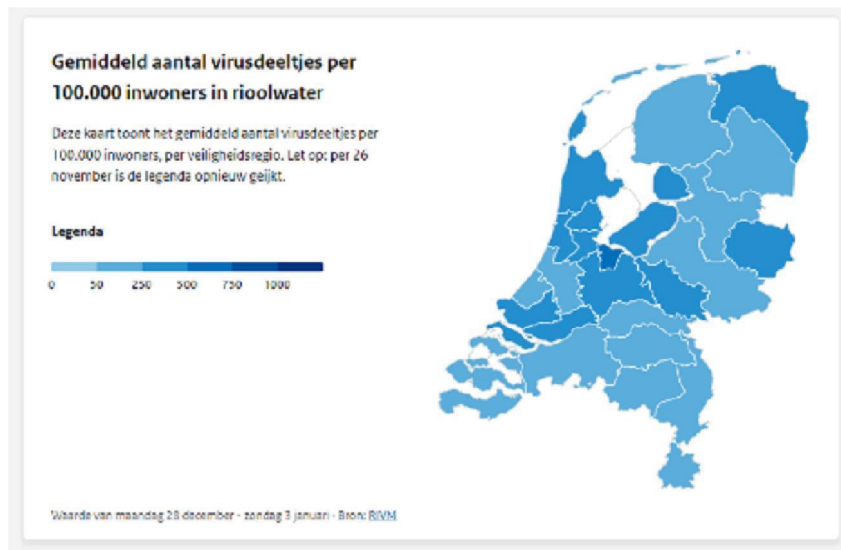 Gemiddeld aantal virusdeeltjes per
100.000 inwoners in rioolwater
Deze kaart toont het gemiddeld aantal virusdeeltjes per
100.000 inwoners, per veiligheidsregio. Let op: per 26
november is de legenda opnieuw geijkt.
Legenda
0 50 250 500 750 1000
Waarde van maandag 28 december - zondag 3 januari · Bron: RIVM